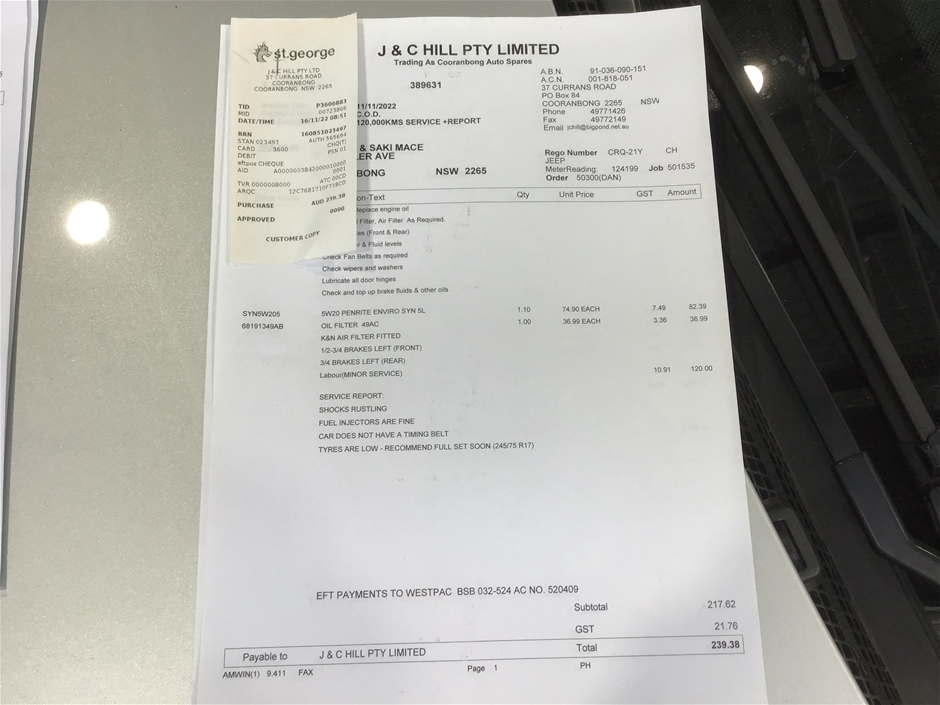 st.george
J & C HILL PTY LTD
37 CURRANS ROAD
COORANBONG
COORANBONG NSW 2265
TID P3606883
MID 00723866
DATE/TIME 16/11/22 08:51
RRN 160851023497
STAN 023497 AUTH 565694
CARD 3600 CHQ(T)
DEBIT PSN 01
eftpos CHEQUE
AID A0000003842000010000
0001
ATC 00CD
TVR 0000008000
ARQC 12C7681710F71BCD
PURCHASE AUD 239.38
0000
APPROVED
CUSTOMER COPY
J & C HILL PTY LIMITED
Trading As Cooranbong Auto Spares
389631
A.B.N. 91-036-090-151
A.C.N. 001-818-051
37 CURRANS ROAD
PO Box 84
COORANBONG 2265 NSW
Phone 49771426
Fax 49772149
Email jchill@bigpond.net.au
11/11/2022
C.O.D.
120,000KMS SERVICE +REPORT
& SAKI MACE
ER AVE
BONG NSW 2265
Rego Number CRQ-21Y CH
JEEP
MeterReading: 124199 Job 501535
Order 50300(DAN)
on-Text Qty Unit Price GST Amount
replace engine oil
Filter, Air Filter As Required.
(Front & Rear)
& Fluid levels
Check Fan Belts as required
Check wipers and washers
Lubricate all door hinges
Check and top up brake fluids & other oils
SYN5W205 5W20 PENRITE ENVIRO SYN 5L 1.10 74.90 EACH 7.49 82.39
68191349AB OIL FILTER 49AC 1.00 36.99 EACH 3.36 36.99
K&N AIR FILTER FITTED
1/2-3/4 BRAKES LEFT (FRONT)
3/4 BRAKES LEFT (REAR)
Labour(MINOR SERVICE) 10.91 120.00
SERVICE REPORT:
SHOCKS RUSTLING
FUEL INJECTORS ARE FINE
CAR DOES NOT HAVE A TIMING BELT
TYRES ARE LOW - RECOMMEND FULL SET SOON (245/75 R17)
EFT PAYMENTS TO WESTPAC BSB 032-524 AC NO. 520409
Subtotal 217.62
GST 21.76
Total 239.38
Payable to J & C HILL PTY LIMITED
AMWIN(1) 9.411 FAX Page 1 PH